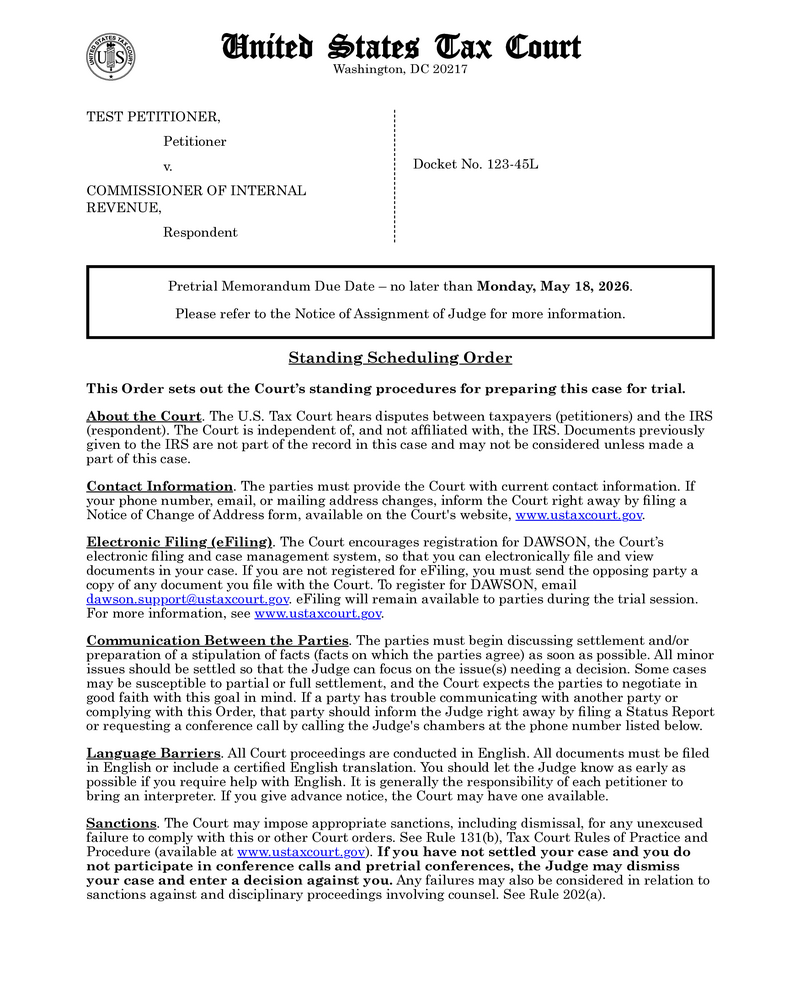 UNITED STATES TAX COURT
US
United States Tax Court
Washington, DC 20217
TEST PETITIONER,
Petitioner
v.
COMMISSIONER OF INTERNAL
REVENUE,
Respondent
Docket No. 123-45L
Pretrial Memorandum Due Date – no later than Monday, May 18, 2026.
Please refer to the Notice of Assignment of Judge for more information.
Standing Scheduling Order
This Order sets out the Court’s standing procedures for preparing this case for trial.
About the Court. The U.S. Tax Court hears disputes between taxpayers (petitioners) and the IRS
(respondent). The Court is independent of, and not affiliated with, the IRS. Documents previously
given to the IRS are not part of the record in this case and may not be considered unless made a
part of this case.
Contact Information. The parties must provide the Court with current contact information. If
your phone number, email, or mailing address changes, inform the Court right away by filing a
Notice of Change of Address form, available on the Court's website, www.ustaxcourt.gov.
Electronic Filing (eFiling). The Court encourages registration for DAWSON, the Court’s
electronic filing and case management system, so that you can electronically file and view
documents in your case. If you are not registered for eFiling, you must send the opposing party a
copy of any document you file with the Court. To register for DAWSON, email
dawson.support@ustaxcourt.gov. eFiling will remain available to parties during the trial session.
For more information, see www.ustaxcourt.gov.
Communication Between the Parties. The parties must begin discussing settlement and/or
preparation of a stipulation of facts (facts on which the parties agree) as soon as possible. All minor
issues should be settled so that the Judge can focus on the issue(s) needing a decision. Some cases
may be susceptible to partial or full settlement, and the Court expects the parties to negotiate in
good faith with this goal in mind. If a party has trouble communicating with another party or
complying with this Order, that party should inform the Judge right away by filing a Status Report
or requesting a conference call by calling the Judge's chambers at the phone number listed below.
Language Barriers. All Court proceedings are conducted in English. All documents must be filed
in English or include a certified English translation. You should let the Judge know as early as
possible if you require help with English. It is generally the responsibility of each petitioner to
bring an interpreter. If you give advance notice, the Court may have one available.
Sanctions. The Court may impose appropriate sanctions, including dismissal, for any unexcused
failure to comply with this or other Court orders. See Rule 131(b), Tax Court Rules of Practice and
Procedure (available at www.ustaxcourt.gov). If you have not settled your case and you do
not participate in conference calls and pretrial conferences, the Judge may dismiss
your case and enter a decision against you. Any failures may also be considered in relation to
sanctions against and disciplinary proceedings involving counsel. See Rule 202(a).